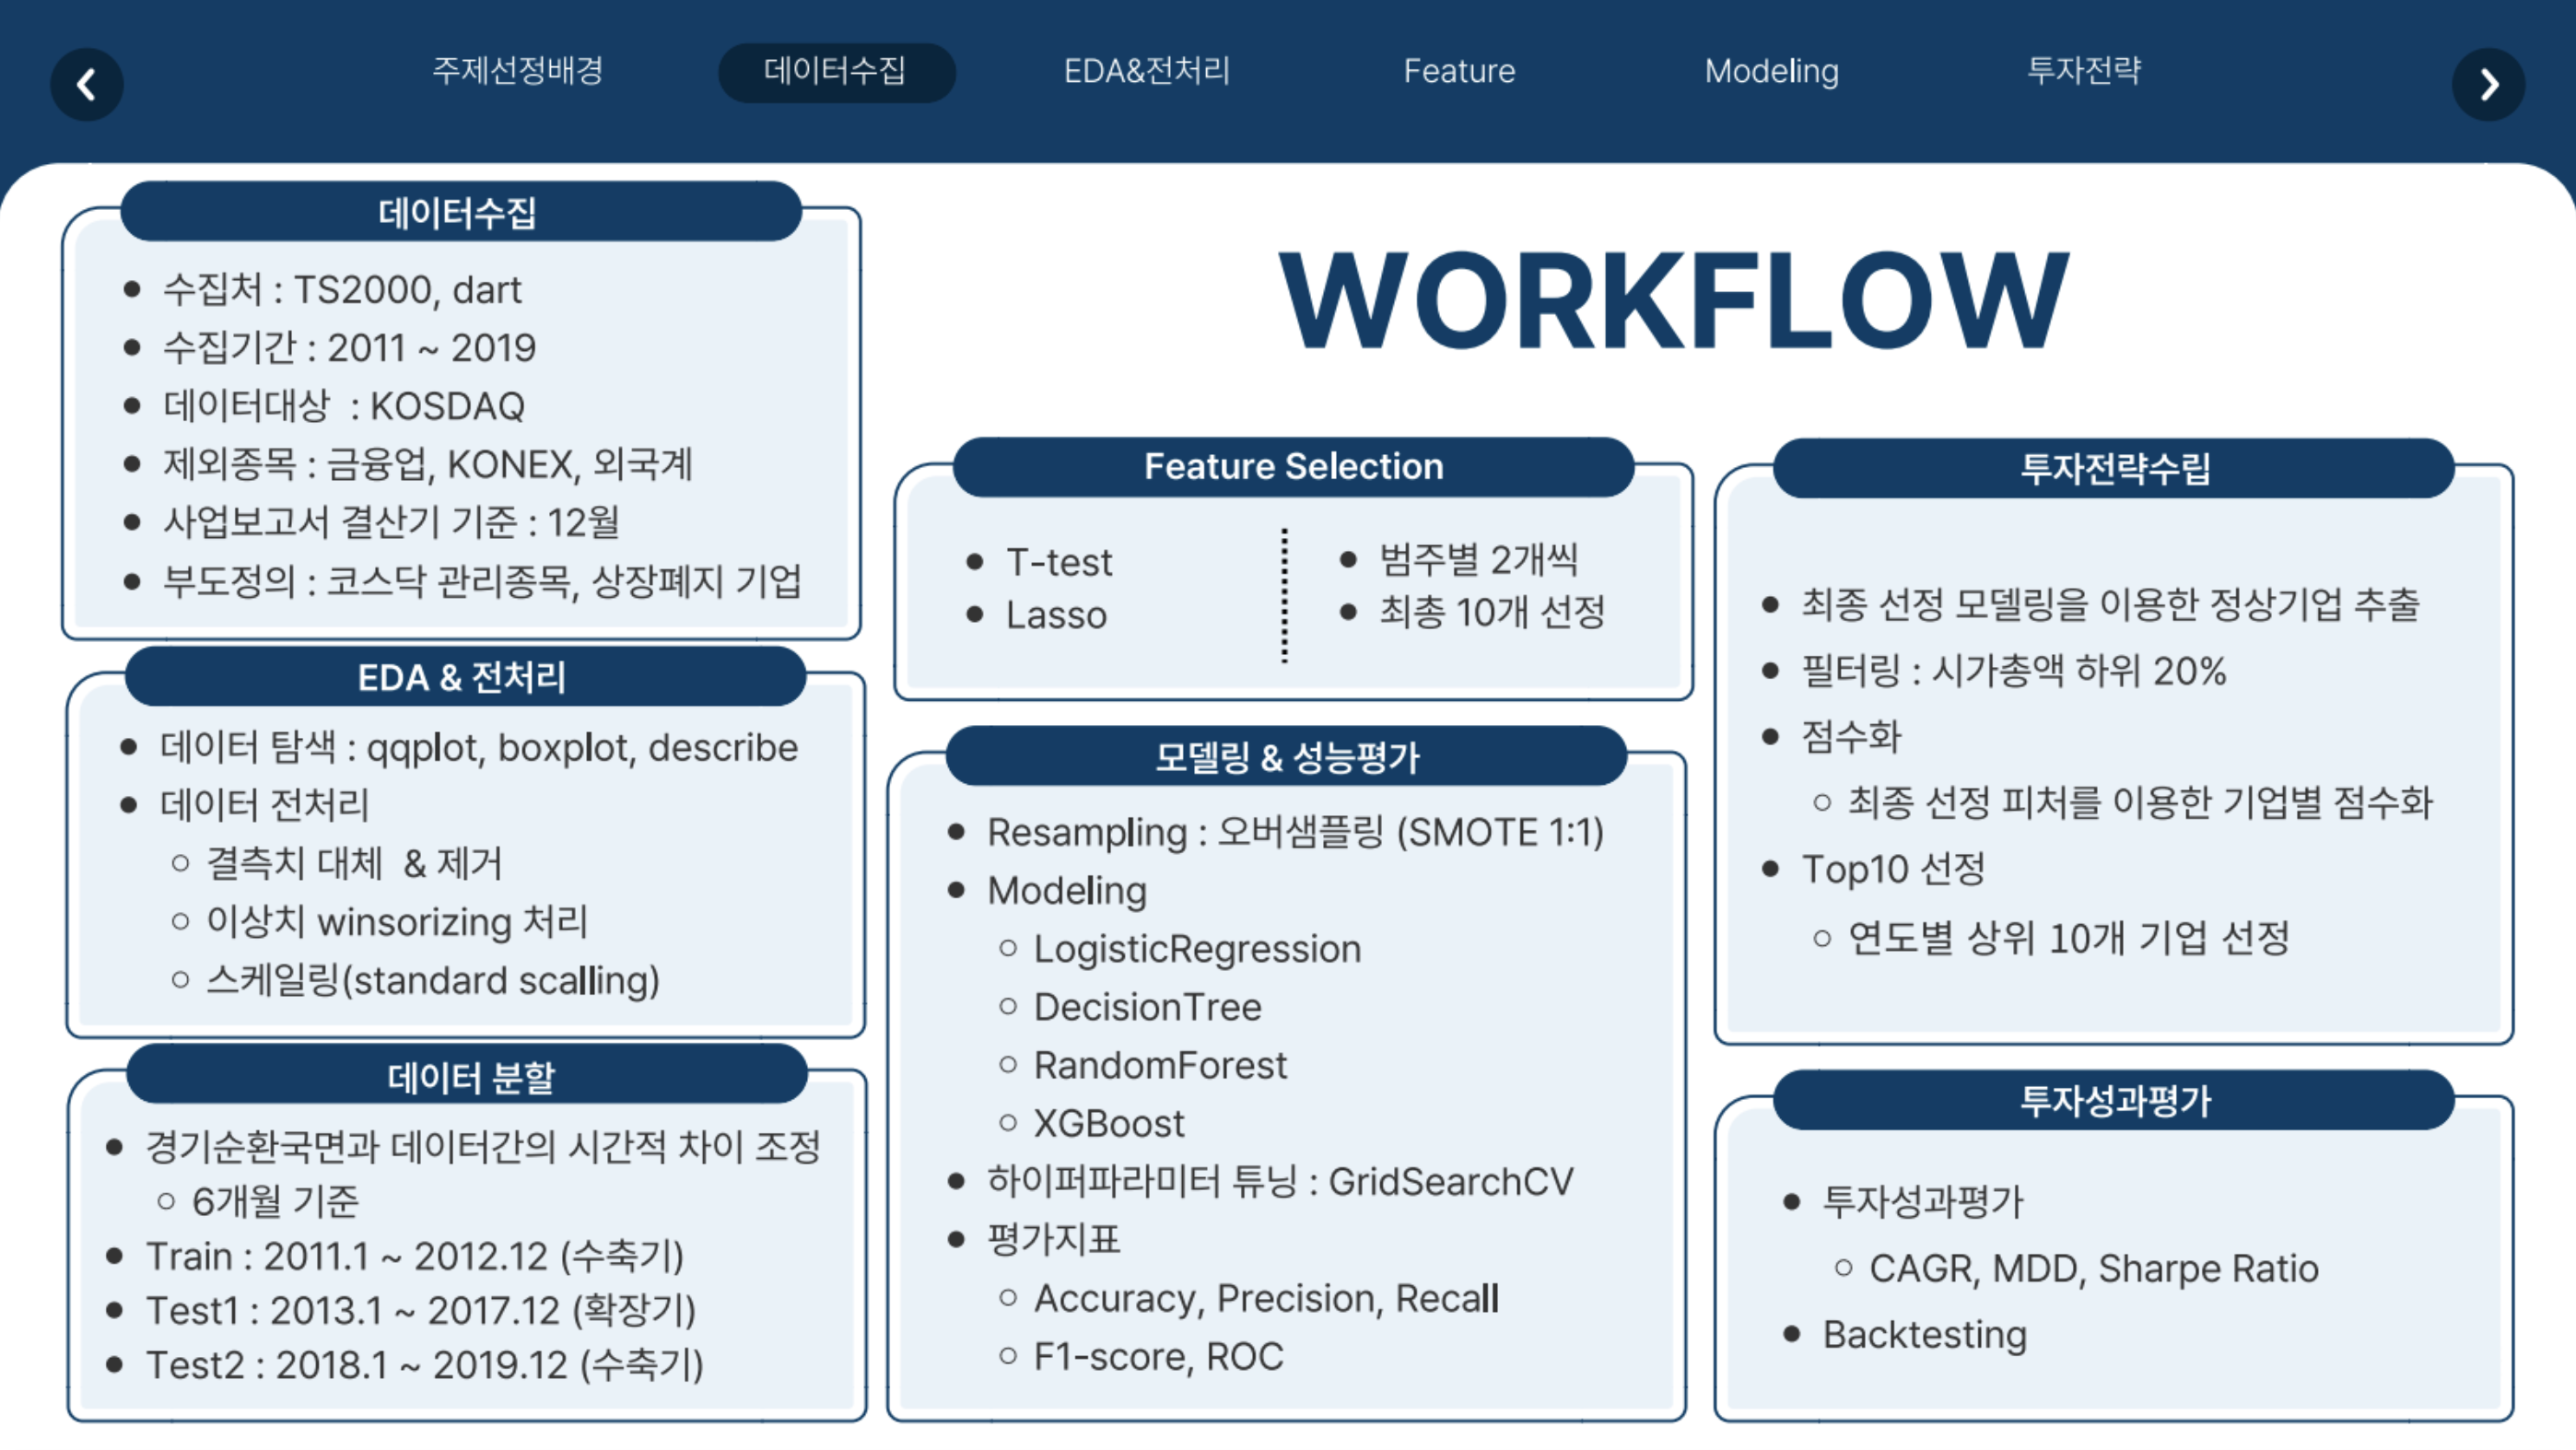 주제선정배경
데이터수집
EDA&전처리
Feature
Modeling
투자전략
데이터수집
수집처 : TS2000, dart
수집기간 : 2011 ~ 2019
데이터대상 : KOSDAQ
제외종목 : 금융업, KONEX, 외국계
사업보고서 결산기 기준 : 12월
부도정의 : 코스닥 관리종목, 상장폐지 기업
EDA & 전처리
데이터 탐색 : qqplot, boxplot, describe
데이터 전처리
결측치 대체 & 제거
이상치 winsorizing 처리
스케일링(standard scalling)
데이터 분할
경기순환국면과 데이터간의 시간적 차이 조정
6개월 기준
Train : 2011.1 ~ 2012.12 (수축기)
Test1 : 2013.1 ~ 2017.12 (확장기)
Test2 : 2018.1 ~ 2019.12 (수축기)
WORKFLOW
Feature Selection
T-test
Lasso
범주별 2개씩
최총 10개 선정
모델링 & 성능평가
Resampling : 오버샘플링 (SMOTE 1:1)
Modeling
LogisticRegression
DecisionTree
RandomForest
XGBoost
하이퍼파라미터 튜닝 : GridSearchCV
평가지표
Accuracy, Precision, Recall
F1-score, ROC
투자전략수립
최종 선정 모델링을 이용한 정상기업 추출
필터링 : 시가총액 하위 20%
점수화
최종 선정 피처를 이용한 기업별 점수화
Top10 선정
연도별 상위 10개 기업 선정
투자성과평가
투자성과평가
CAGR, MDD, Sharpe Ratio
Backtesting